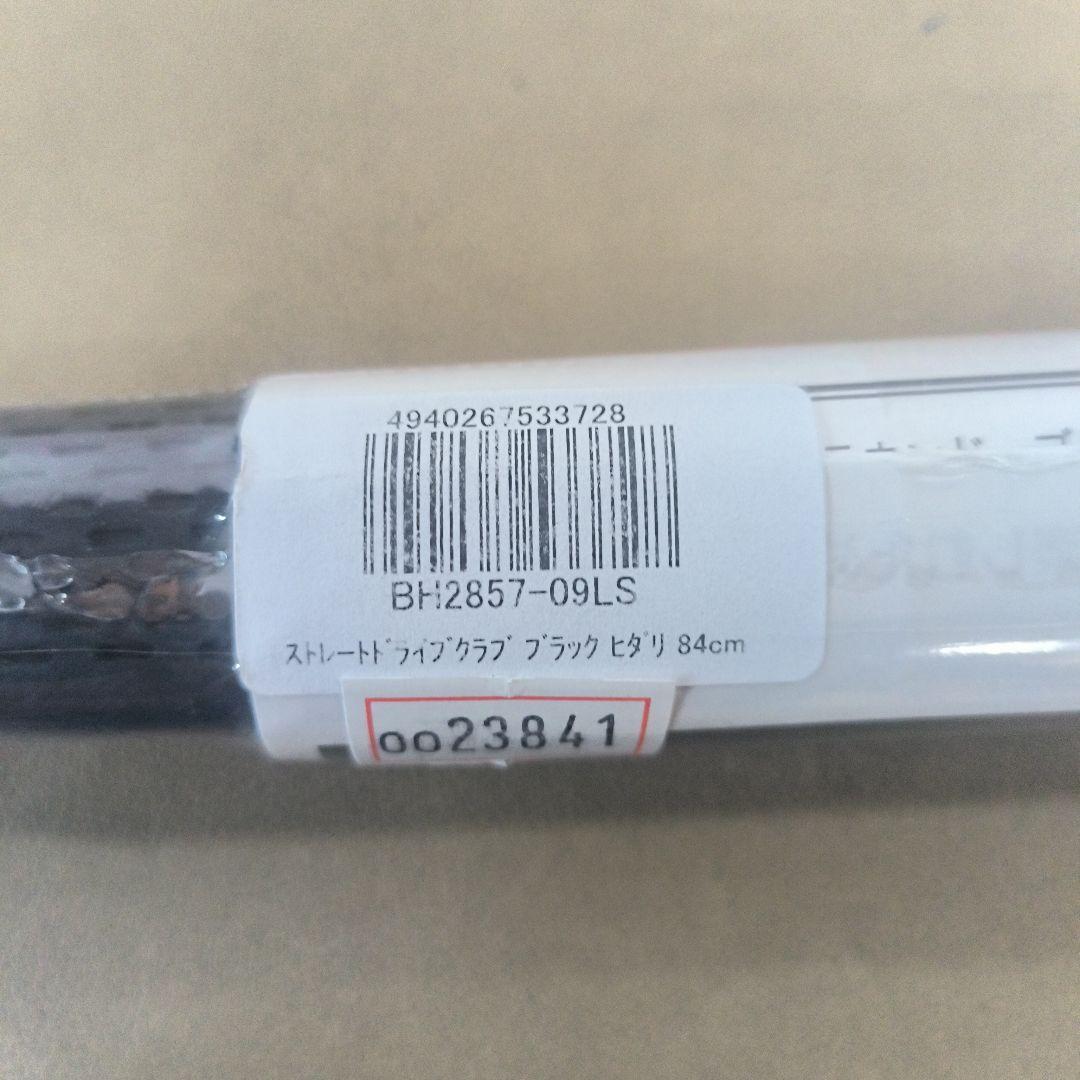 4940267533728
BH2857-09LS
ｽﾄﾚｰﾄﾄﾞﾗｲﾌﾞｸﾗﾌﾞ ﾌﾞﾗｯｸ ﾋﾀﾞﾘ 84cm
0023841